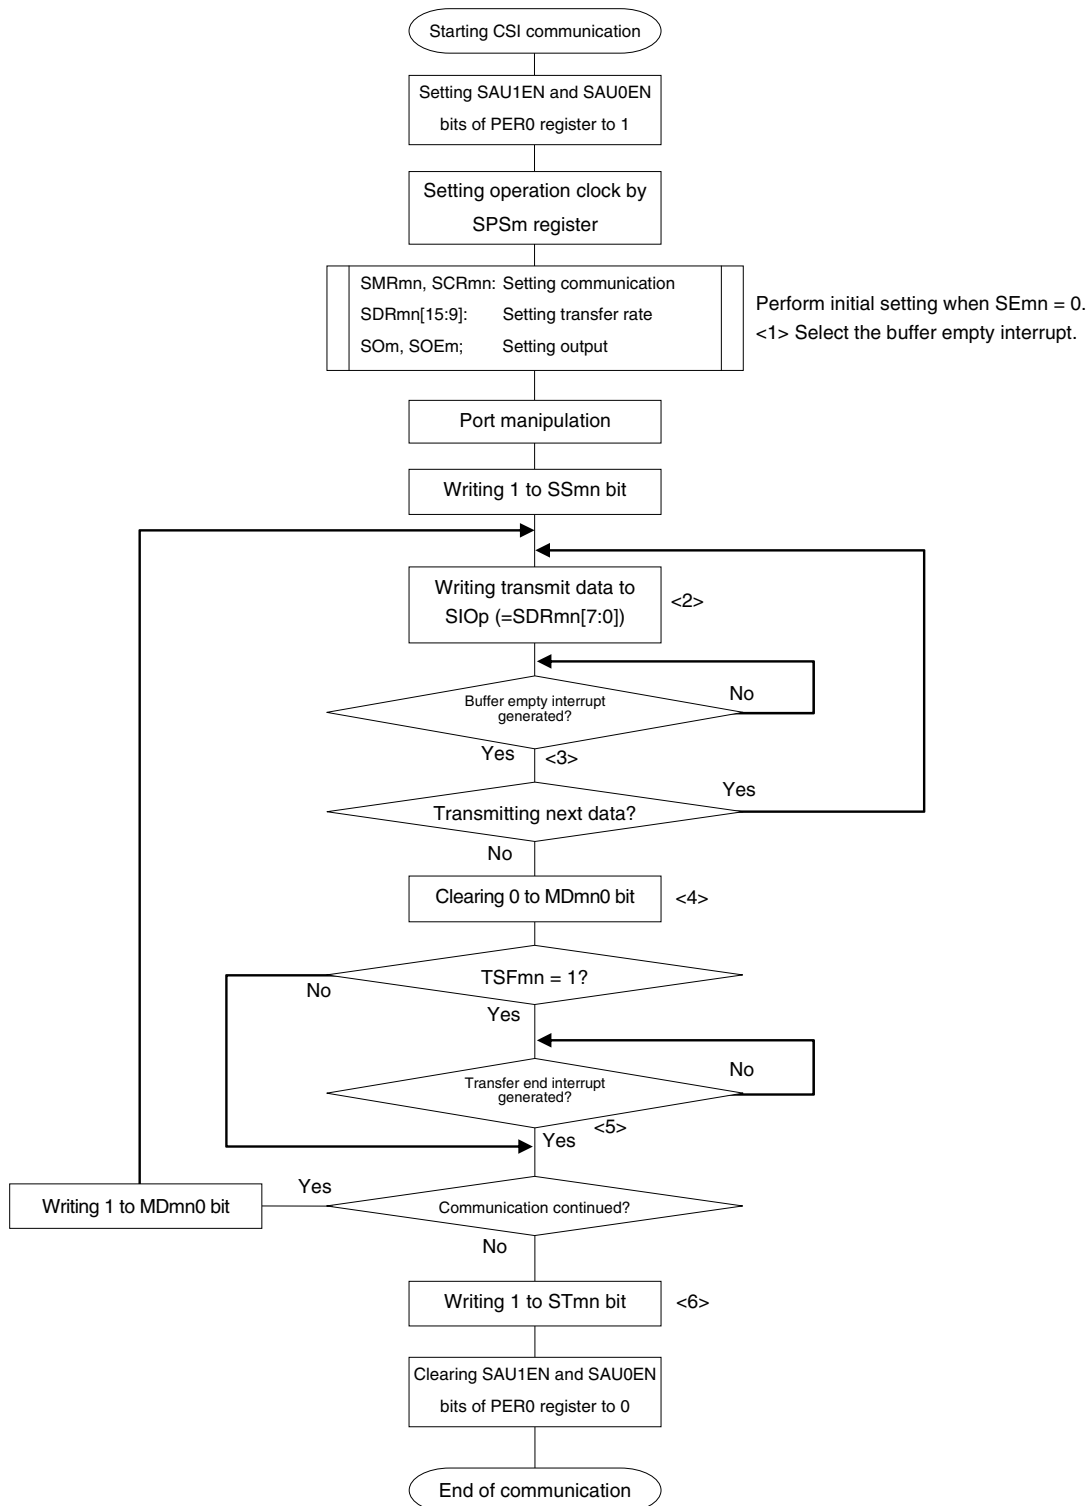 Starting CSI communication
Setting SAU1EN and SAU0EN
bits of PER0 register to 1
Setting operation clock by
SPSm register
SMRmn, SCRmn: Setting communication
SDRmn[15:9]: Setting transfer rate
SOm, SOEm; Setting output
Perform initial setting when SEmn = 0.
<1> Select the buffer empty interrupt.
Port manipulation
Writing 1 to SSmn bit
Writing transmit data to
SIOp (=SDRmn[7:0])
<2>
Buffer empty interrupt
generated?
No
Yes
<3>
Transmitting next data?
Yes
No
Clearing 0 to MDmn0 bit
<4>
TSFmn = 1?
No
Yes
Transfer end interrupt
generated?
No
<5>
Yes
Communication continued?
Yes
Writing 1 to MDmn0 bit
No
Writing 1 to STmn bit
<6>
Clearing SAU1EN and SAU0EN
bits of PER0 register to 0
End of communication